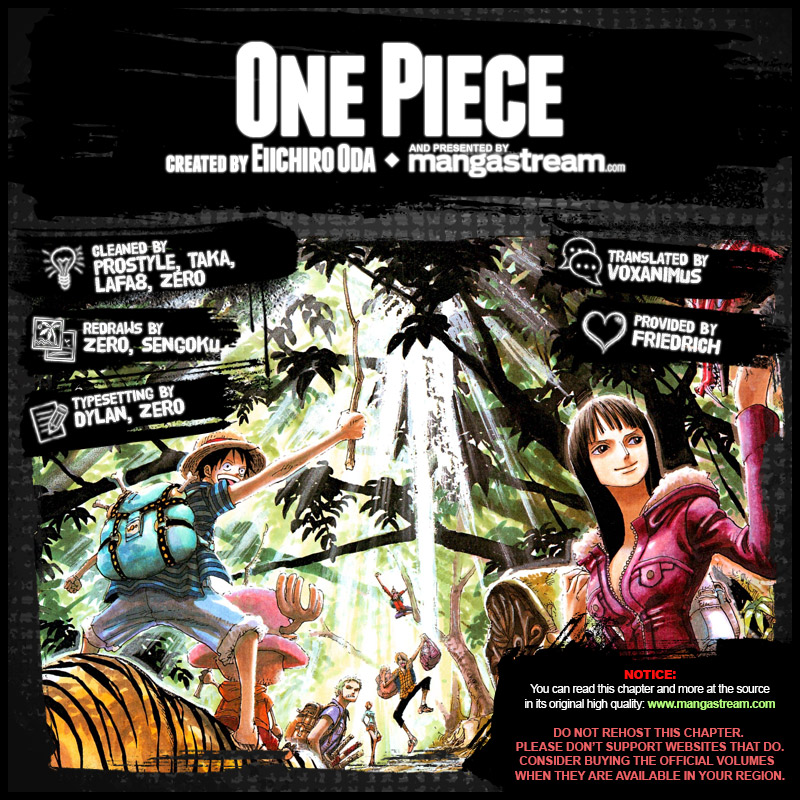 ONE PIECE
CREATED BY EIICHIRO ODA ◆ AND PRESENTED BY mangastream.com
CLEANED BY
PROSTYLE, TAKA,
LAFA8, ZERO
REDRAWS BY
ZERO, SENGOKU
TYPESETTING BY
DYLAN, ZERO
TRANSLATED BY
VOXANIMUS
PROVIDED BY
FRIEDRICH
NOTICE:
You can read this chapter and more at the source
in its original high quality: www.mangastream.com
DO NOT REHOST THIS CHAPTER.
PLEASE DON'T SUPPORT WEBSITES THAT DO.
CONSIDER BUYING THE OFFICIAL VOLUMES
WHEN THEY ARE AVAILABLE IN YOUR REGION.